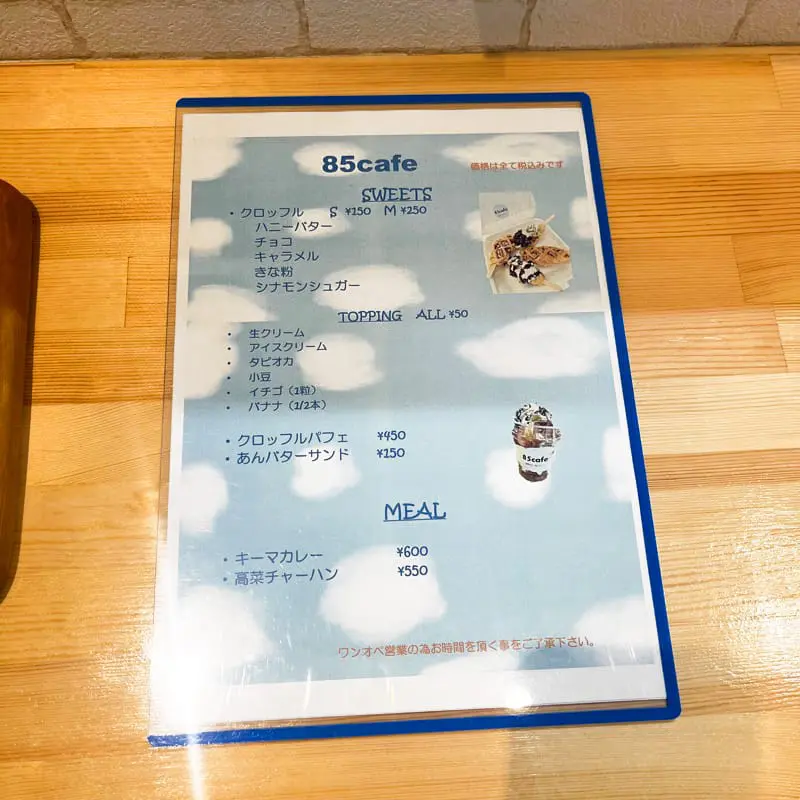 85cafe
価格は全て税込みです
SWEETS
・クロッフル S ¥150 M ¥250
ハニーバター
チョコ
キャラメル
きな粉
シナモンシュガー
TOPPING ALL ¥50
・ 生クリーム
・ アイスクリーム
・ タピオカ
・ 小豆
・ イチゴ（1粒）
・ バナナ（1/2本）
・クロッフルパフェ ¥450
・あんバターサンド ¥150
85cafe
MEAL
・キーマカレー ¥600
・高菜チャーハン ¥550
ワンオペ営業の為お時間を頂く事をご了承下さい。